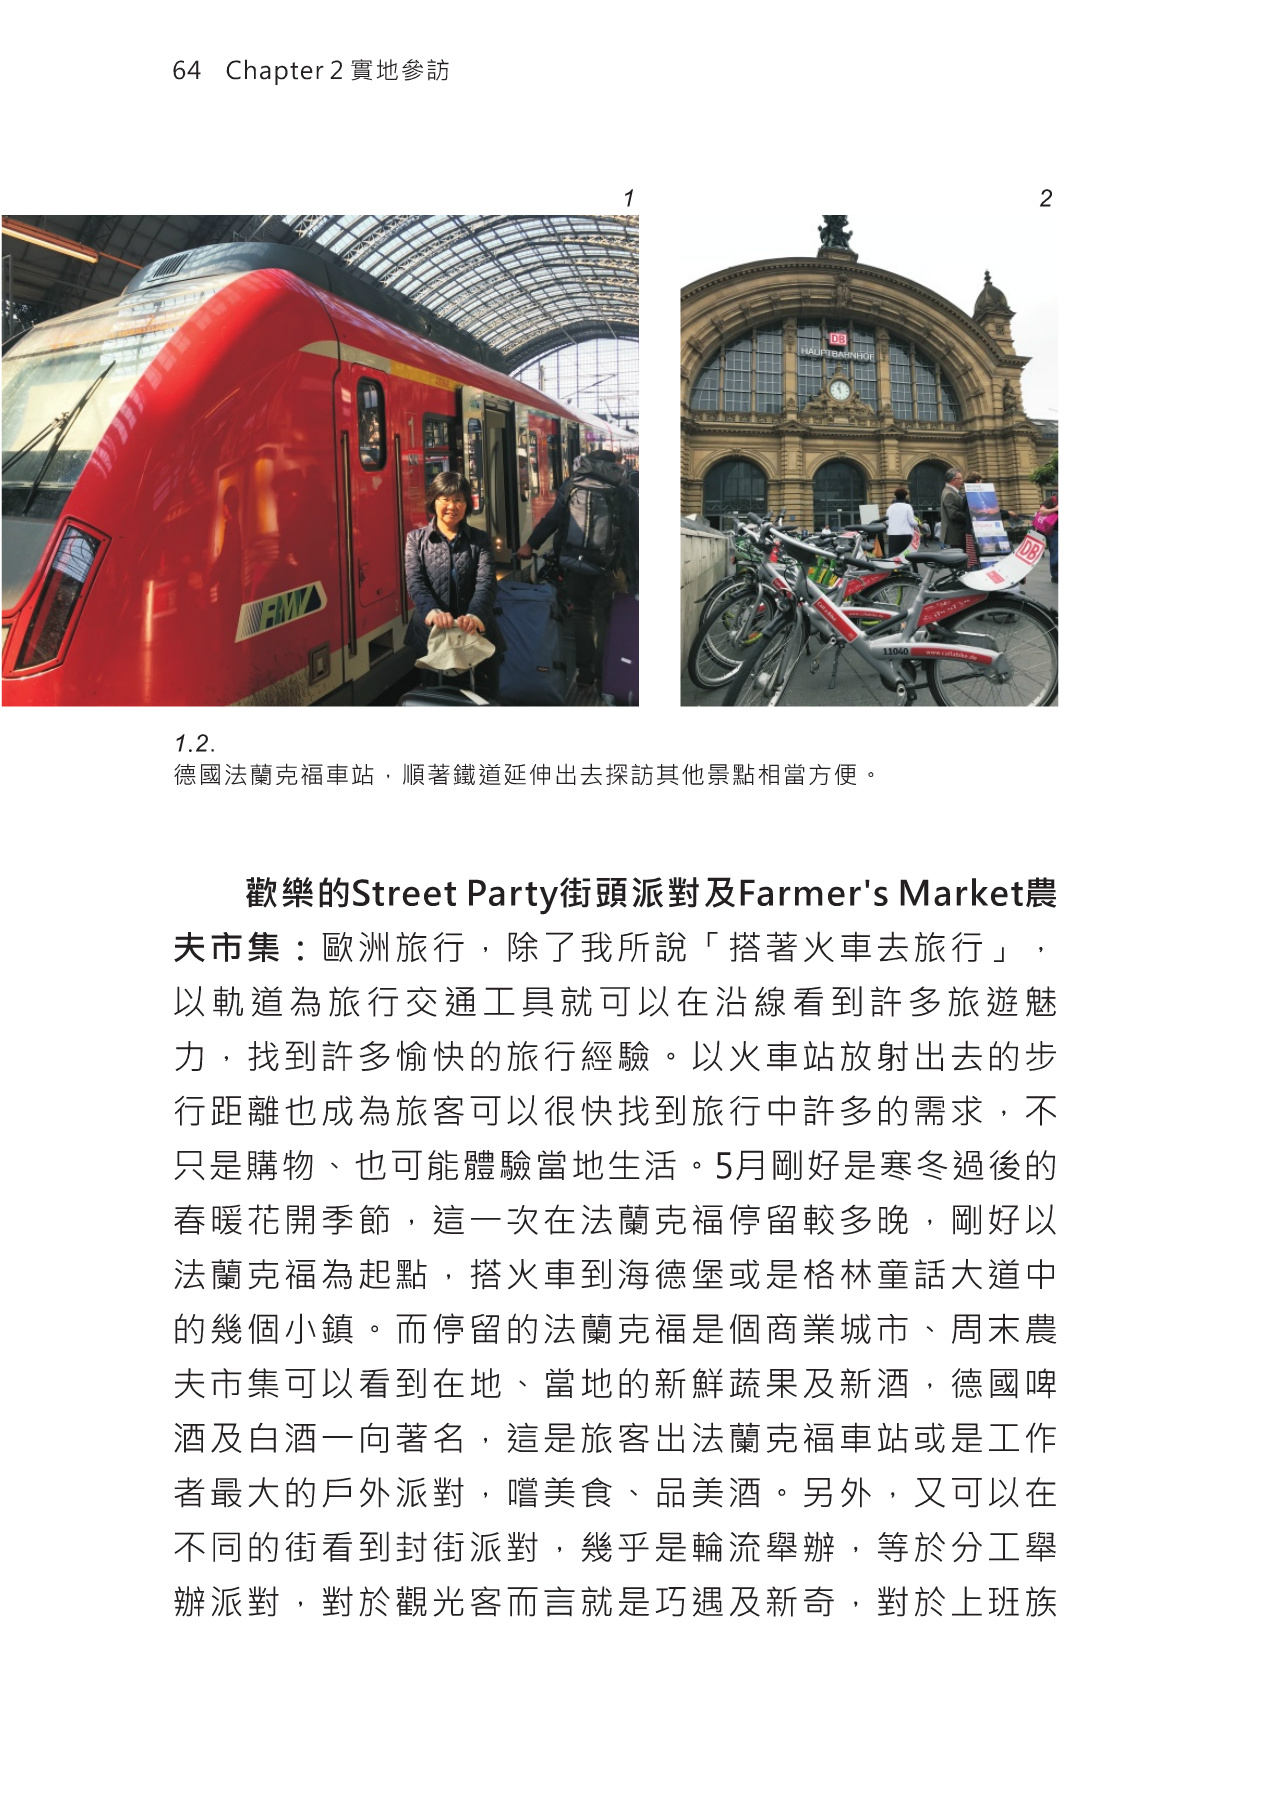 64 Chapter 2 實地參訪
1
2
DB
HAUPTBANHNOF
1
RMV
DB
Call a Bike
11040
www.callabike.de
1.2.
德國法蘭克福車站，順著鐵道延伸出去探訪其他景點相當方便。
歡樂的Street Party街頭派對及Farmer's Market農
夫市集：歐洲旅行，除了我所說「搭著火車去旅行」，
以軌道為旅行交通工具就可以在沿線看到許多旅遊魅
力，找到許多愉快的旅行經驗。以火車站放射出去的步
行距離也成為旅客可以很快找到旅行中許多的需求，不
只是購物、也可能體驗當地生活。5月剛好是寒冬過後的
春暖花開季節，這一次在法蘭克福停留較多晚，剛好以
法蘭克福為起點，搭火車到海德堡或是格林童話大道中
的幾個小鎮。而停留的法蘭克福是個商業城市、周末農
夫市集可以看到在地、當地的新鮮蔬果及新酒，德國啤
酒及白酒一向著名，這是旅客出法蘭克福車站或是工作
者最大的戶外派對，嚐美食、品美酒。另外，又可以在
不同的街看到封街派對，幾乎是輪流舉辦，等於分工舉
辦派對，對於觀光客而言就是巧遇及新奇，對於上班族